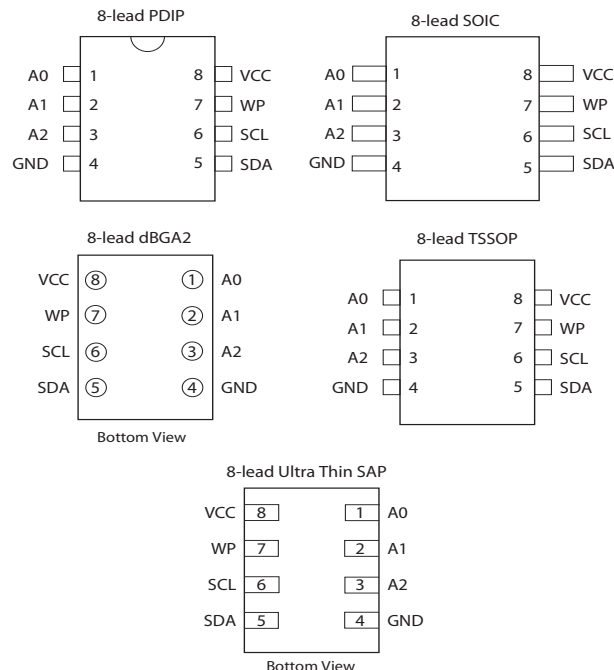 8-lead PDIP
A0 1 8 VCC
A1 2 7 WP
A2 3 6 SCL
GND 4 5 SDA
8-lead SOIC
A0 1 8 VCC
A1 2 7 WP
A2 3 6 SCL
GND 4 5 SDA
8-lead dBGA2
VCC 8 1 A0
WP 7 2 A1
SCL 6 3 A2
SDA 5 4 GND
Bottom View
8-lead TSSOP
A0 1 8 VCC
A1 2 7 WP
A2 3 6 SCL
GND 4 5 SDA
8-lead Ultra Thin SAP
VCC 8 1 A0
WP 7 2 A1
SCL 6 3 A2
SDA 5 4 GND
Bottom View